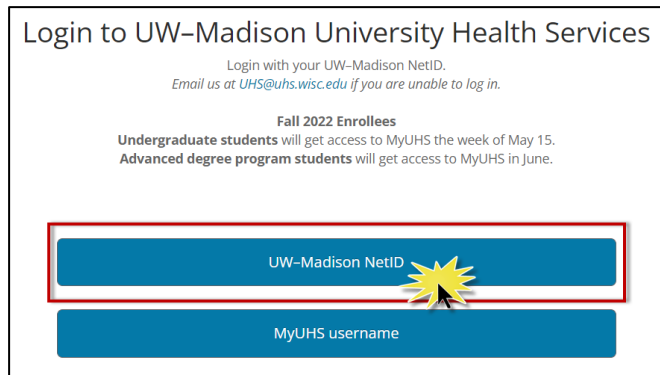 Login to UW–Madison University Health Services
Login with your UW–Madison NetID.
Email us at UHS@uhs.wisc.edu if you are unable to log in.
Fall 2022 Enrollees
Undergraduate students will get access to MyUHS the week of May 15.
Advanced degree program students will get access to MyUHS in June.
UW–Madison NetID
MyUHS username